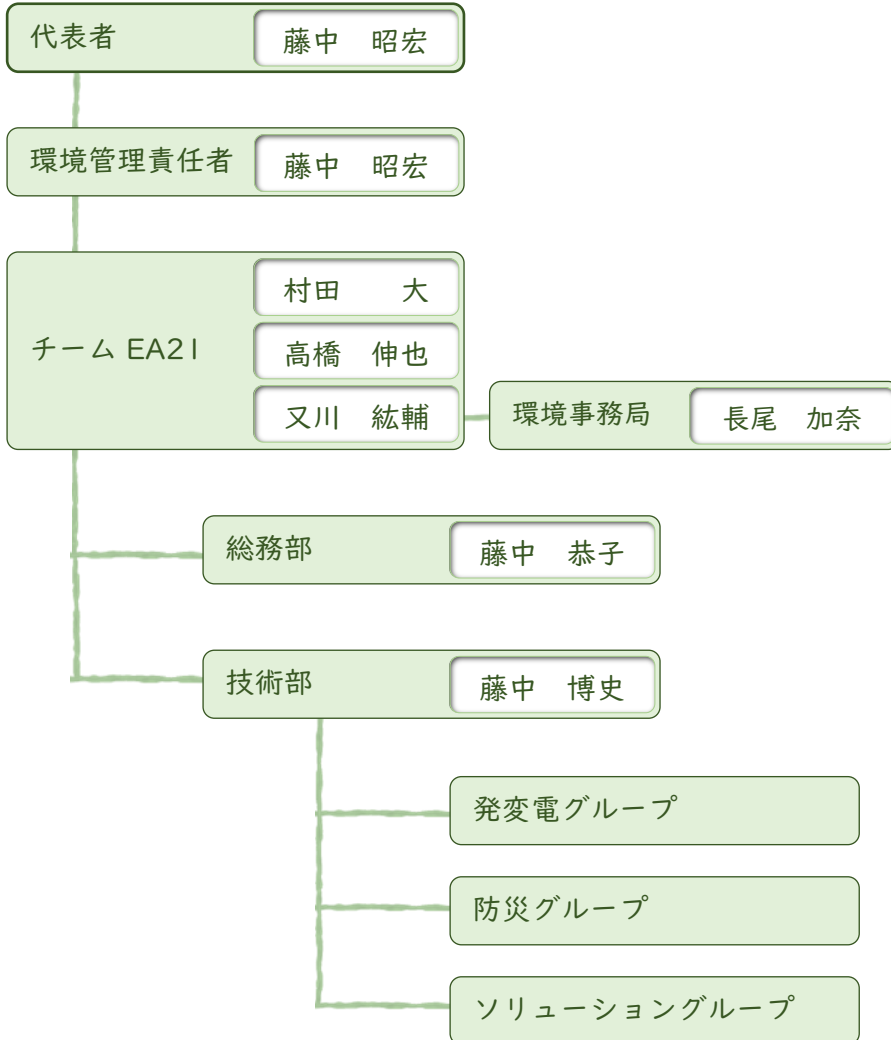 代表者 藤中 昭宏
環境管理責任者 藤中 昭宏
村田 大
チーム EA21 高橋 伸也
又川 紘輔
環境事務局 長尾 加奈
総務部 藤中 恭子
技術部 藤中 博史
発変電グループ
防災グループ
ソリューショングループ